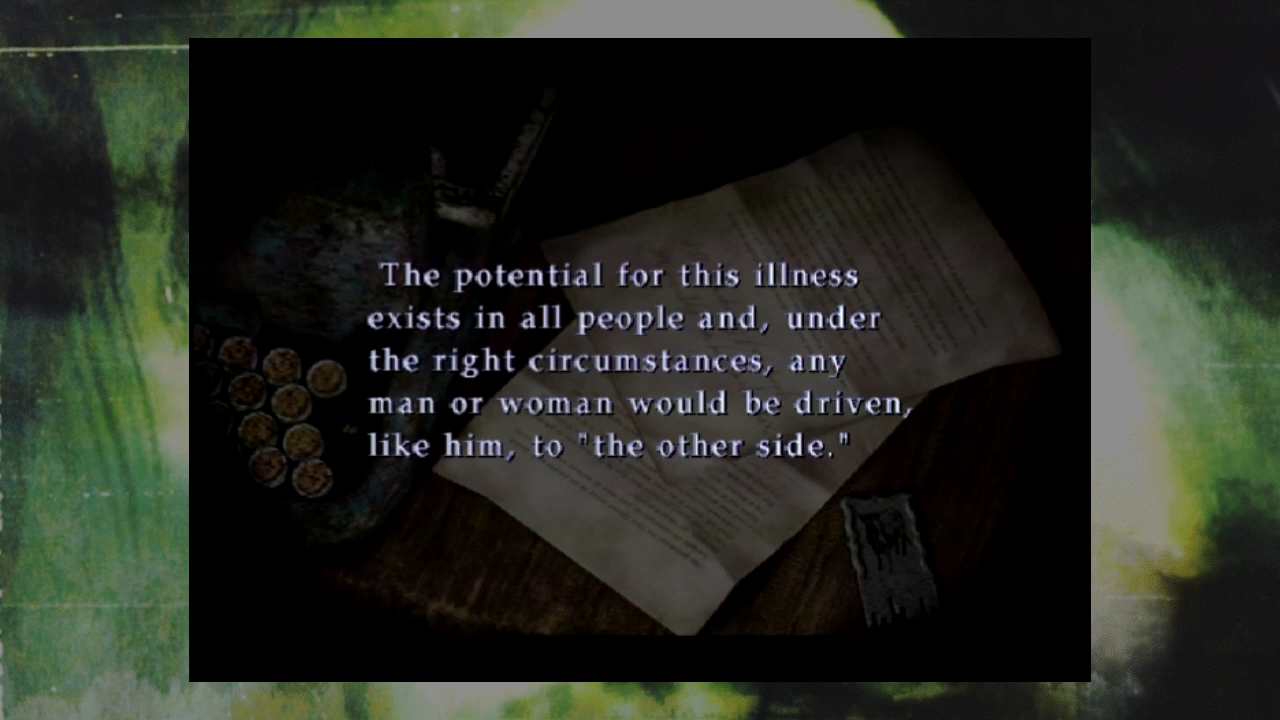 The potential for this illness
exists in all people and, under
the right circumstances, any
man or woman would be driven,
like him, to "the other side."